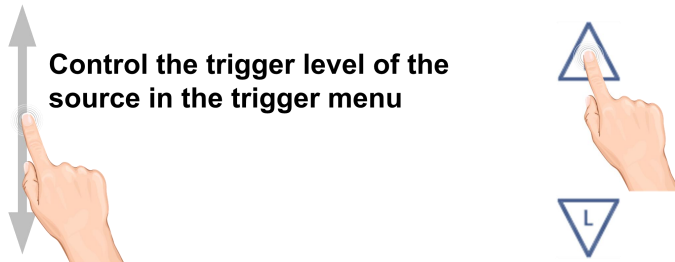 Control the trigger level of the
source in the trigger menu
L